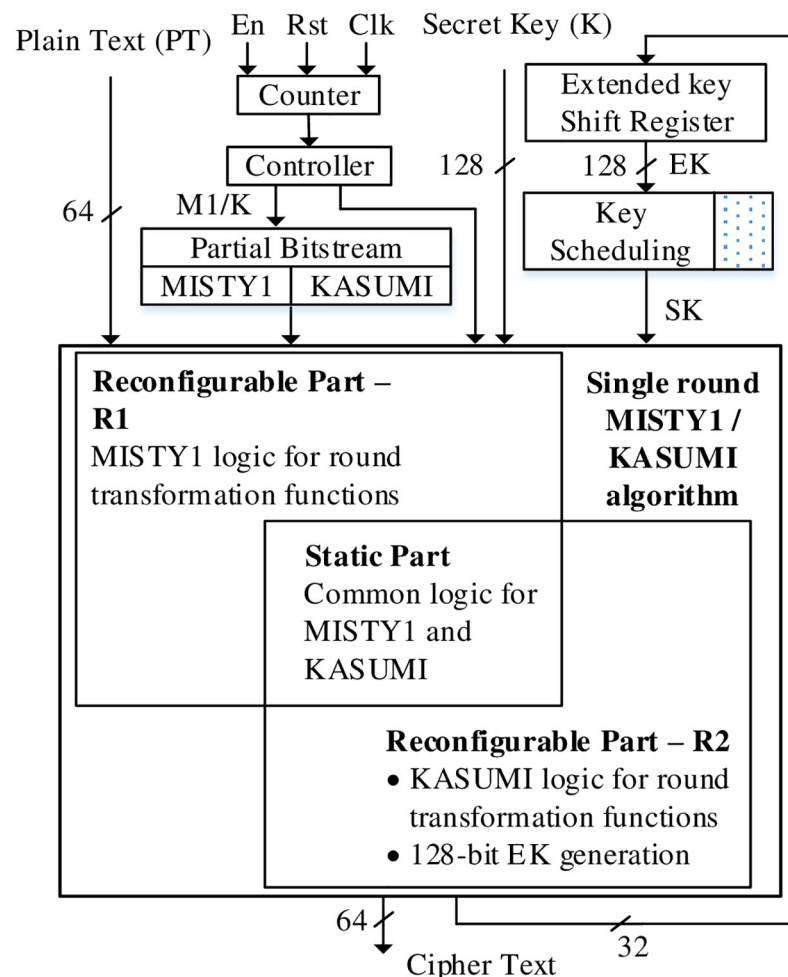 Plain Text (PT)
En Rst Clk
Secret Key (K)
Counter
Controller
Extended key
Shift Register
128
128
EK
64
M1/K
Partial Bitstream
MISTY1
KASUMI
Key
Scheduling
SK
Reconfigurable Part –
R1
MISTY1 logic for round
transformation functions
Single round
MISTY1 /
KASUMI
algorithm
Static Part
Common logic for
MISTY1 and
KASUMI
Reconfigurable Part – R2
• KASUMI logic for round
transformation functions
• 128-bit EK generation
64
32
Cipher Text